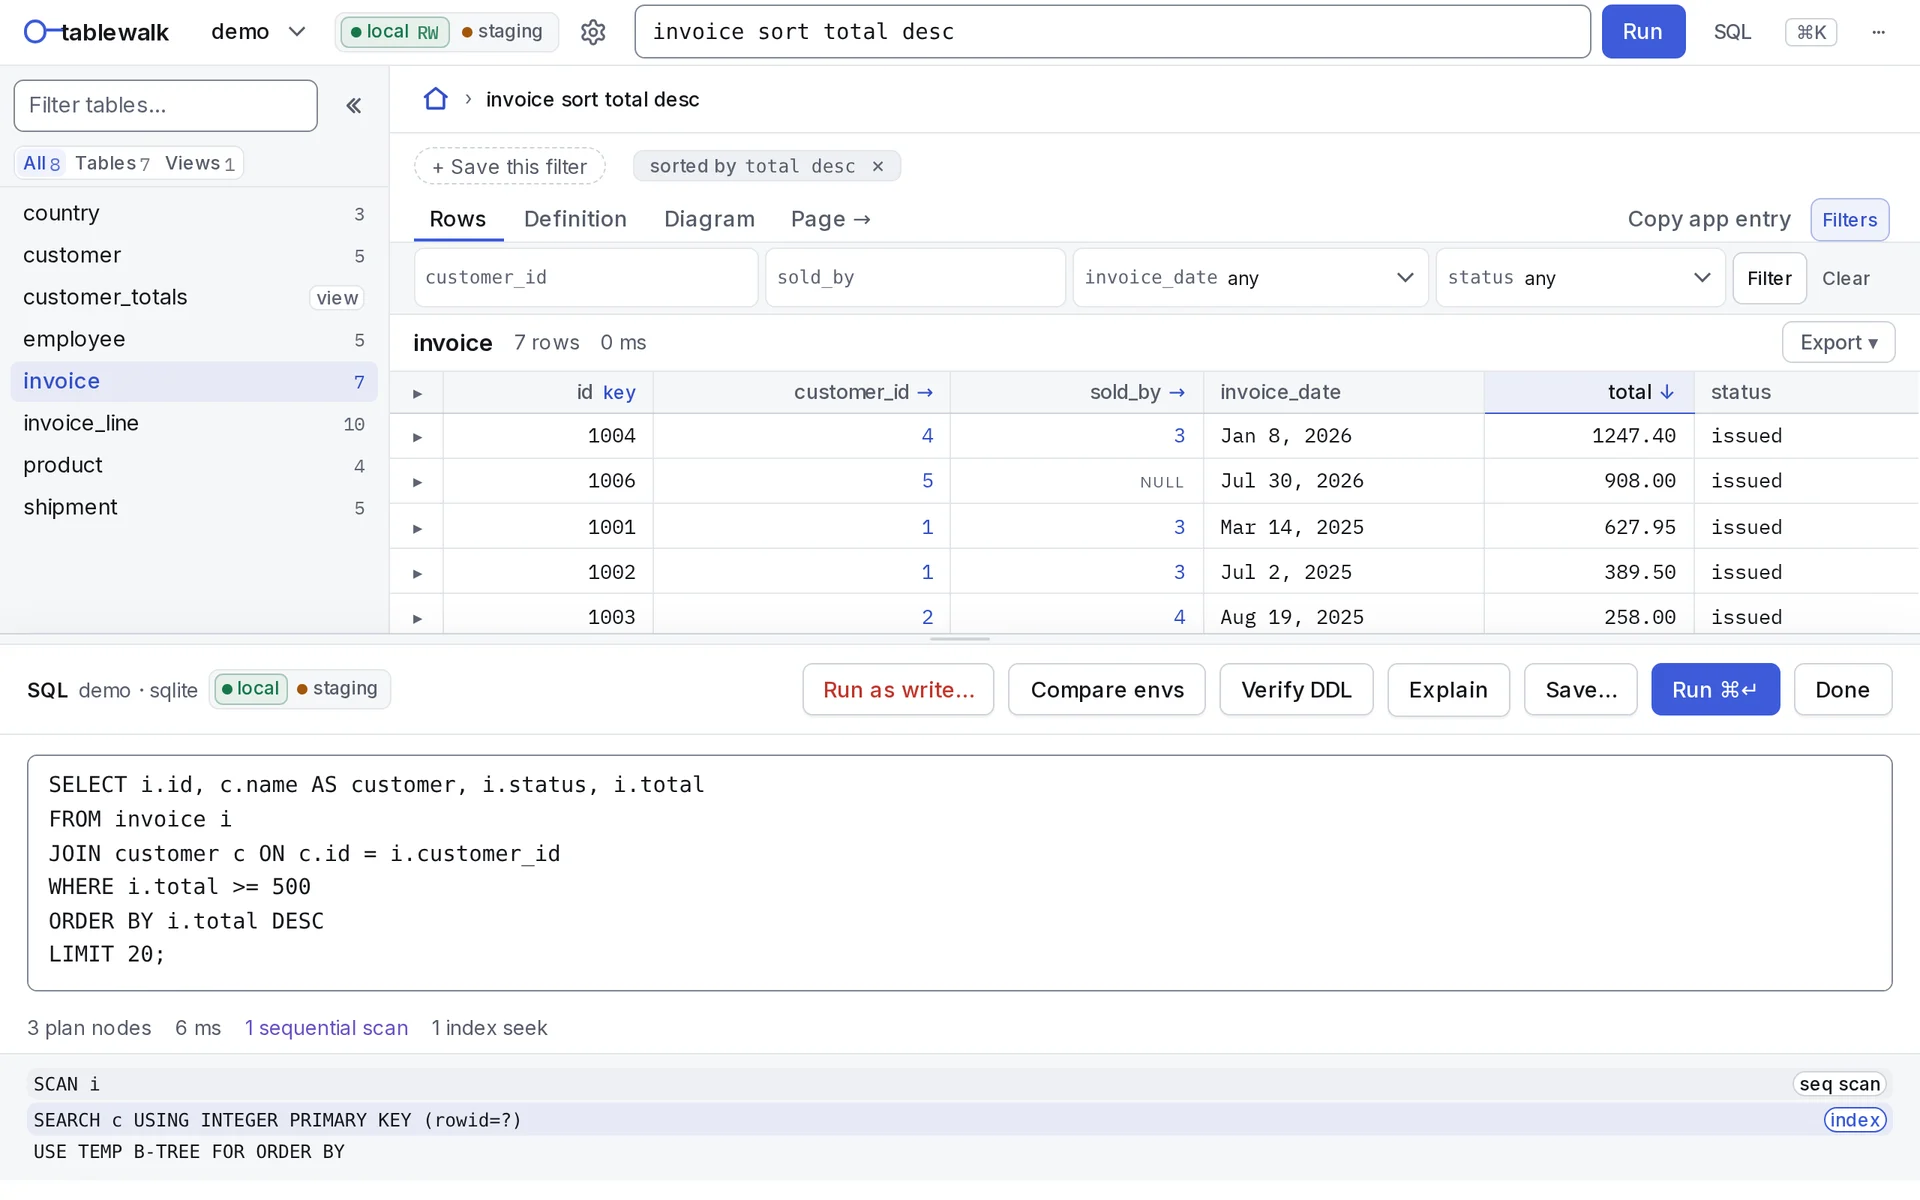 tablewalk demo local RW staging invoice sort total desc Run SQL ⌘K ···
Filter tables... «
All 8 Tables 7 Views 1
country 3
customer 5
customer_totals view
employee 5
invoice 7
invoice_line 10
product 4
shipment 5
› invoice sort total desc
+ Save this filter sorted by total desc ×
Rows Definition Diagram Page → Copy app entry Filters
customer_id sold_by invoice_date any status any Filter Clear
invoice 7 rows 0 ms Export ▾
▸ id key customer_id → sold_by → invoice_date total ↓ status
▸ 1004 4 3 Jan 8, 2026 1247.40 issued
▸ 1006 5 NULL Jul 30, 2026 908.00 issued
▸ 1001 1 3 Mar 14, 2025 627.95 issued
▸ 1002 1 3 Jul 2, 2025 389.50 issued
▸ 1003 2 4 Aug 19, 2025 258.00 issued
SQL demo · sqlite local staging Run as write... Compare envs Verify DDL Explain Save... Run ⌘↵ Done
SELECT i.id, c.name AS customer, i.status, i.total
FROM invoice i
JOIN customer c ON c.id = i.customer_id
WHERE i.total >= 500
ORDER BY i.total DESC
LIMIT 20;
3 plan nodes 6 ms 1 sequential scan 1 index seek
SCAN i seq scan
SEARCH c USING INTEGER PRIMARY KEY (rowid=?) index
USE TEMP B-TREE FOR ORDER BY